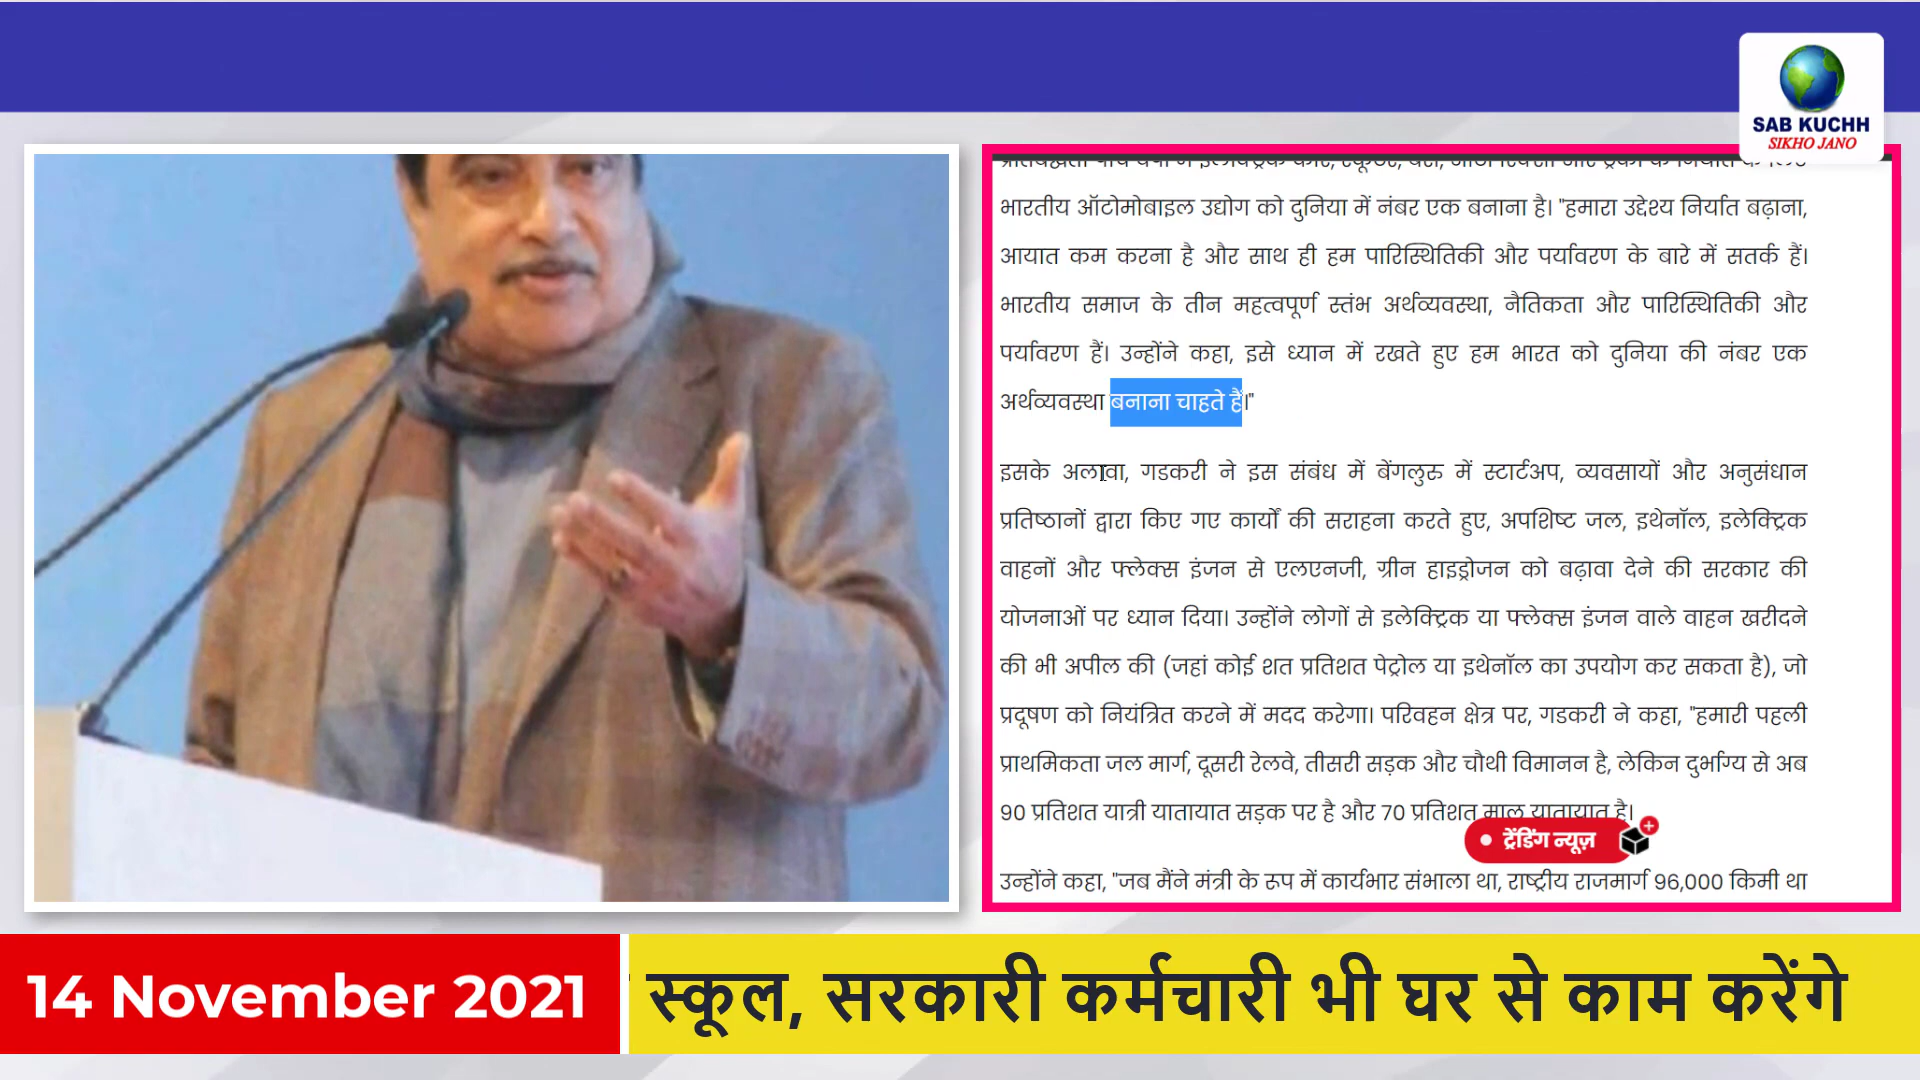 SAB KUCHH
SIKHO JANO
भारतीय ऑटोमोबाइल उद्योग को दुनिया में नंबर एक बनाना है। "हमारा उद्देश्य निर्यात बढ़ाना,
आयात कम करना है और साथ ही हम पारिस्थितिकी और पर्यावरण के बारे में सतर्क हैं।
भारतीय समाज के तीन महत्वपूर्ण स्तंभ अर्थव्यवस्था, नैतिकता और पारिस्थितिकी और
पर्यावरण हैं। उन्होंने कहा, इसे ध्यान में रखते हुए हम भारत को दुनिया की नंबर एक
अर्थव्यवस्था बनाना चाहते हैं।"
इसके अलावा, गडकरी ने इस संबंध में बेंगलुरु में स्टार्टअप, व्यवसायों और अनुसंधान
प्रतिष्ठानों द्वारा किए गए कार्यों की सराहना करते हुए, अपशिष्ट जल, इथेनॉल, इलेक्ट्रिक
वाहनों और फ्लेक्स इंजन से एलएनजी, ग्रीन हाइड्रोजन को बढ़ावा देने की सरकार की
योजनाओं पर ध्यान दिया। उन्होंने लोगों से इलेक्ट्रिक या फ्लेक्स इंजन वाले वाहन खरीदने
की भी अपील की (जहां कोई शत प्रतिशत पेट्रोल या इथेनॉल का उपयोग कर सकता है), जो
प्रदूषण को नियंत्रित करने में मदद करेगा। परिवहन क्षेत्र पर, गडकरी ने कहा, "हमारी पहली
प्राथमिकता जल मार्ग, दूसरी रेलवे, तीसरी सड़क और चौथी विमानन है, लेकिन दुर्भाग्य से अब
90 प्रतिशत यात्री यातायात सड़क पर है और 70 प्रतिशत माल यातायात है।
ट्रेंडिंग न्यूज़
उन्होंने कहा, "जब मैंने मंत्री के रूप में कार्यभार संभाला था, राष्ट्रीय राजमार्ग 96,000 किमी था
14 November 2021
स्कूल, सरकारी कर्मचारी भी घर से काम करेंगे